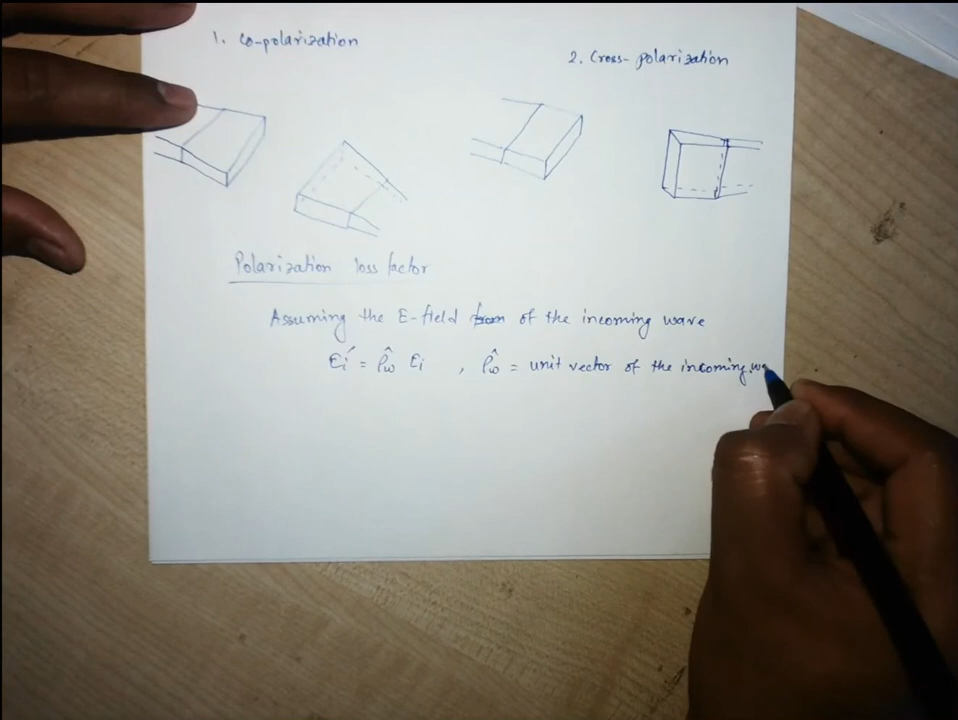 1. Co-polarization
2. Cross-polarization
Polarization loss factor
Assuming the E-field of the incoming wave
Ei' = ρ̂ω Ei , ρ̂ω = unit vector of the incoming wa